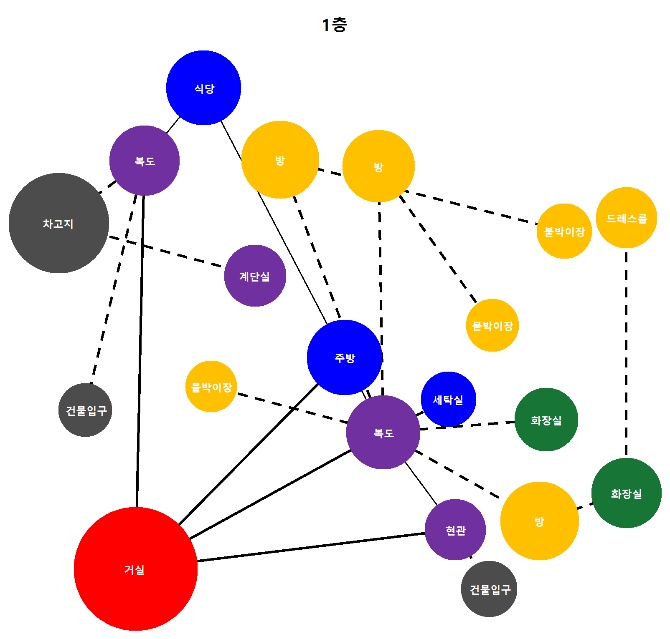 1층
식당
복도
방
방
차고지
붙박이장
드레스룸
계단실
붙박이장
주방
붙박이장
세탁실
건물입구
화장실
복도
화장실
방
현관
거실
건물입구